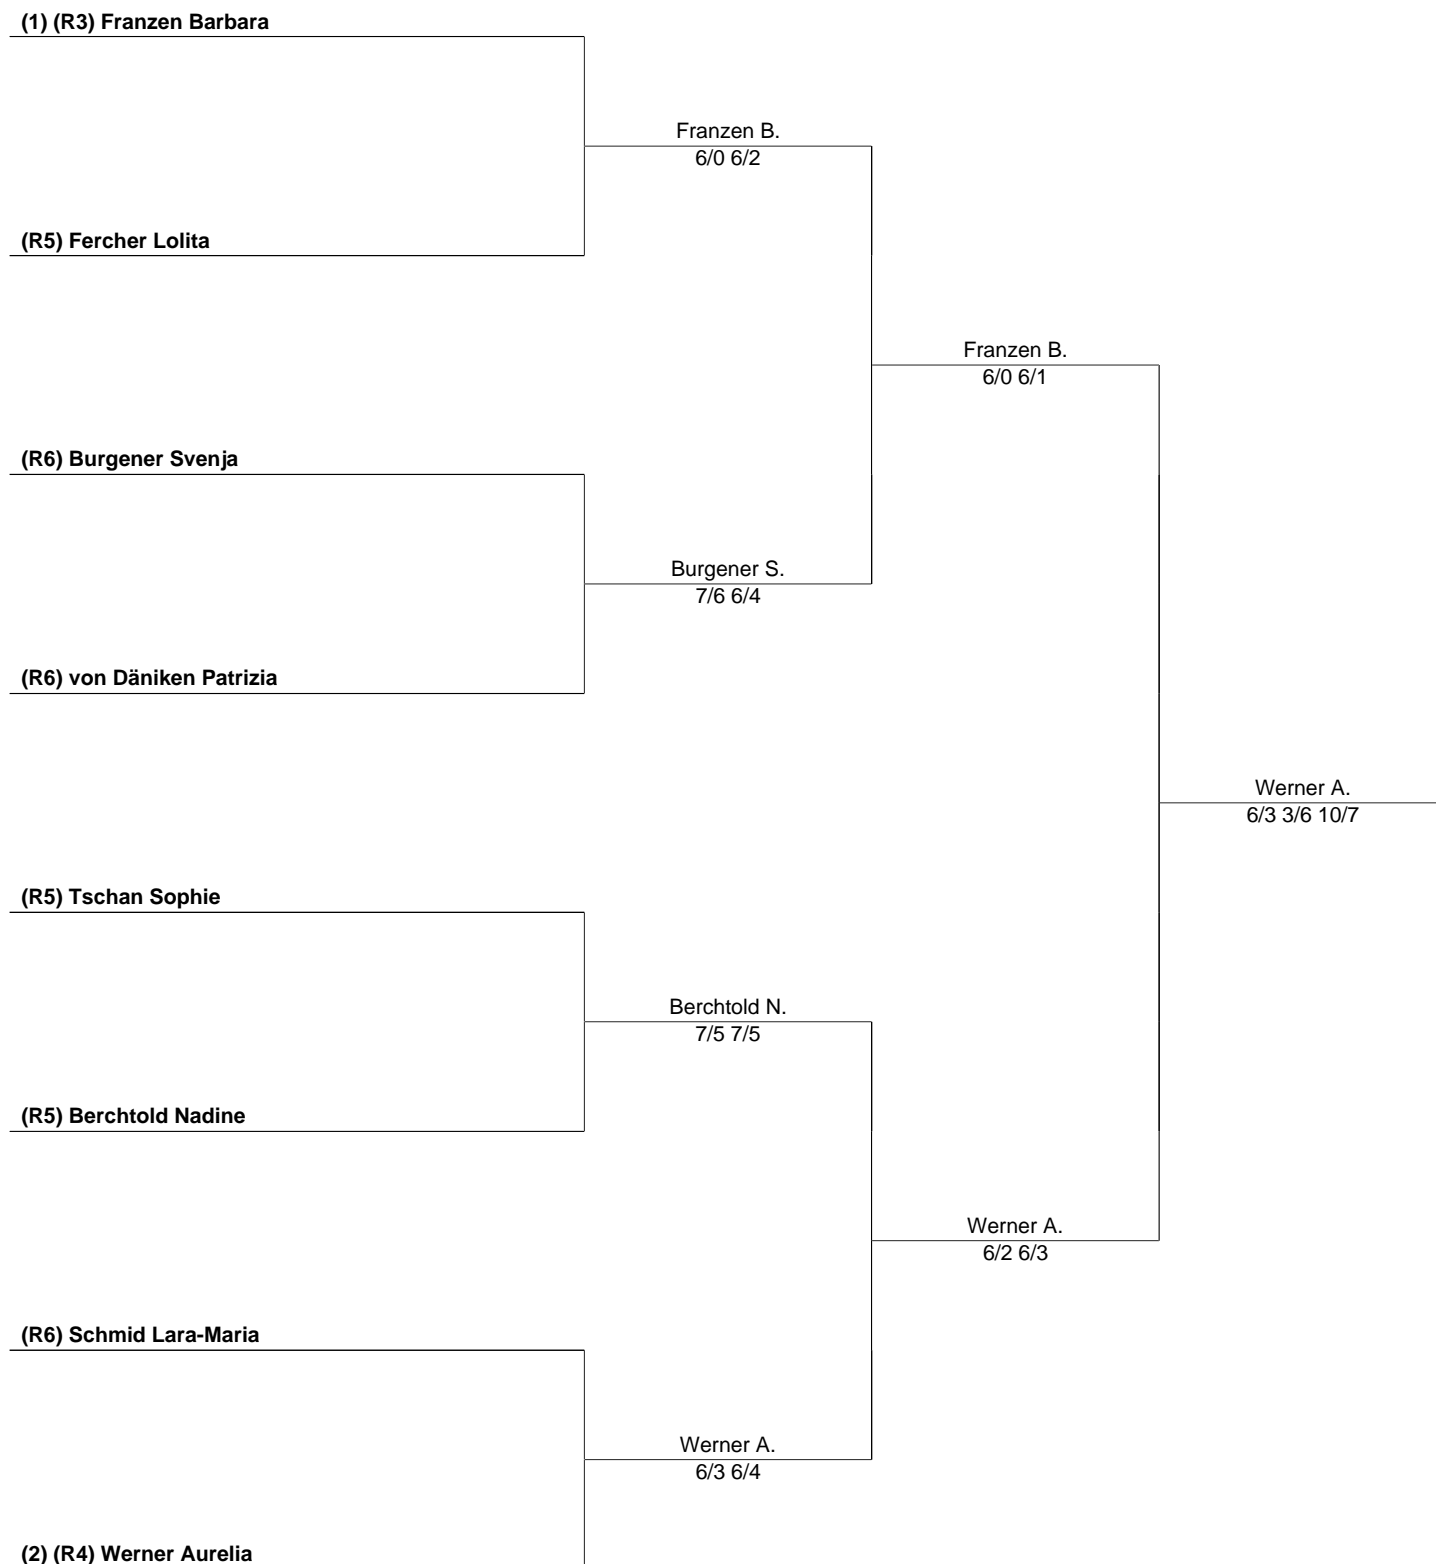 (1) (R3) Franzen Barbara
Franzen B.
6/0 6/2
(R5) Fercher Lolita
Franzen B.
6/0 6/1
(R6) Burgener Svenja
Burgener S.
7/6 6/4
(R6) von Däniken Patrizia
Werner A.
6/3 3/6 10/7
(R5) Tschan Sophie
Berchtold N.
7/5 7/5
(R5) Berchtold Nadine
Werner A.
6/2 6/3
(R6) Schmid Lara-Maria
Werner A.
6/3 6/4
(2) (R4) Werner Aurelia